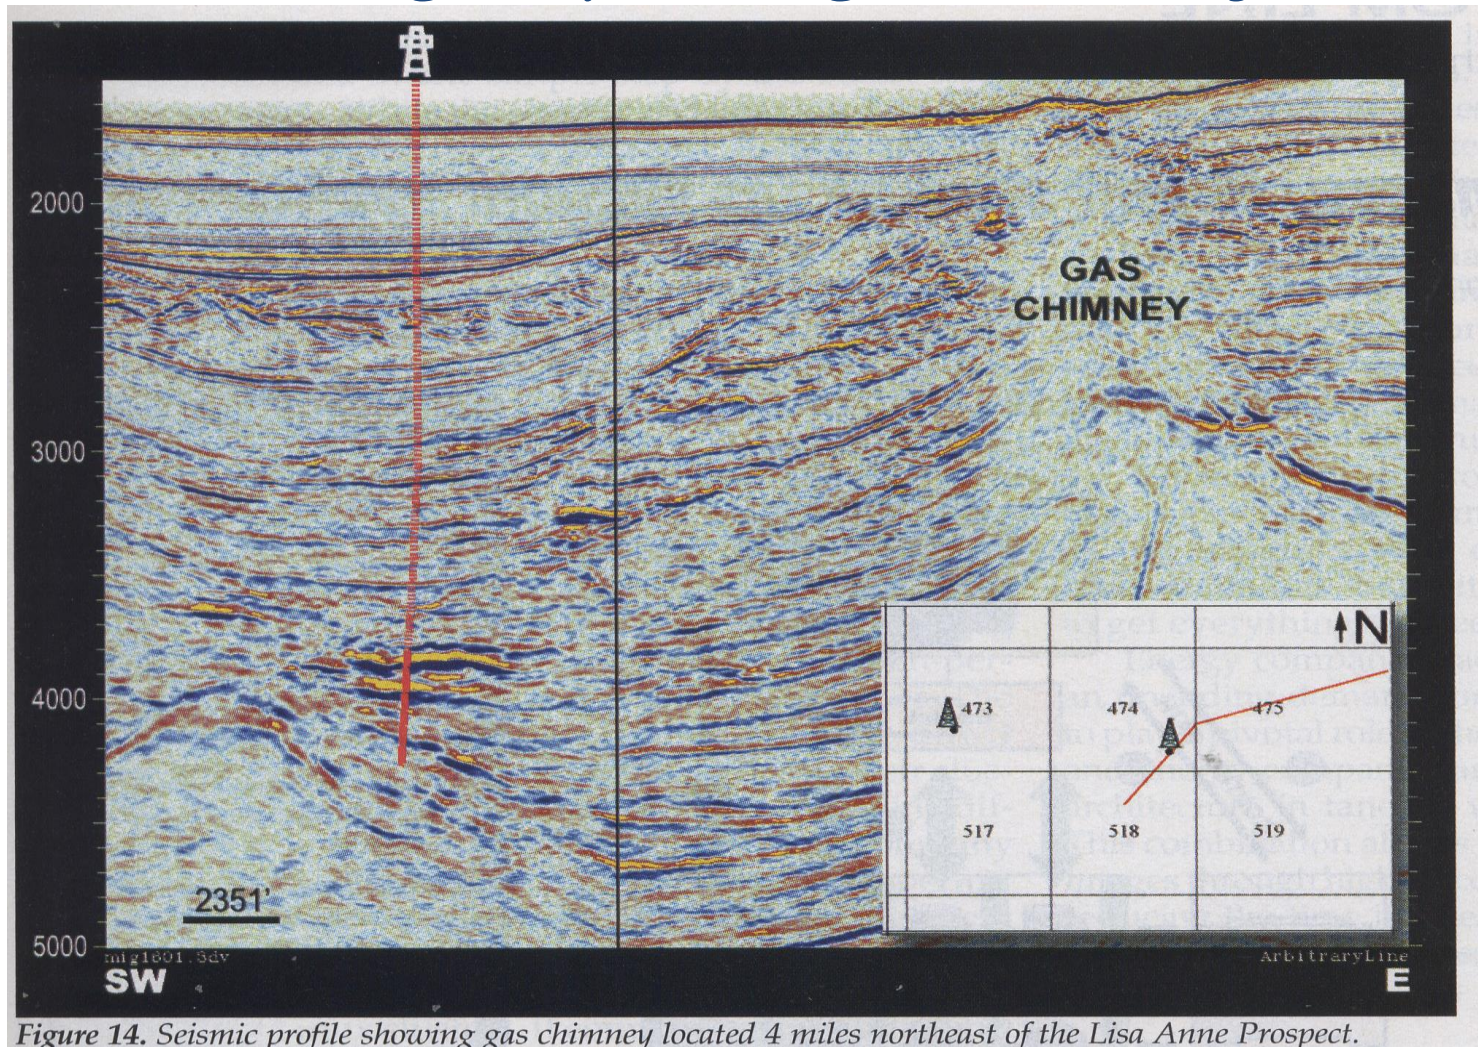 2000
3000
4000
5000
GAS
CHIMNEY
2351'
N
473 474 475
517 518 519
mig1601.3dv ArbitraryLine
SW E
Figure 14. Seismic profile showing gas chimney located 4 miles northeast of the Lisa Anne Prospect.